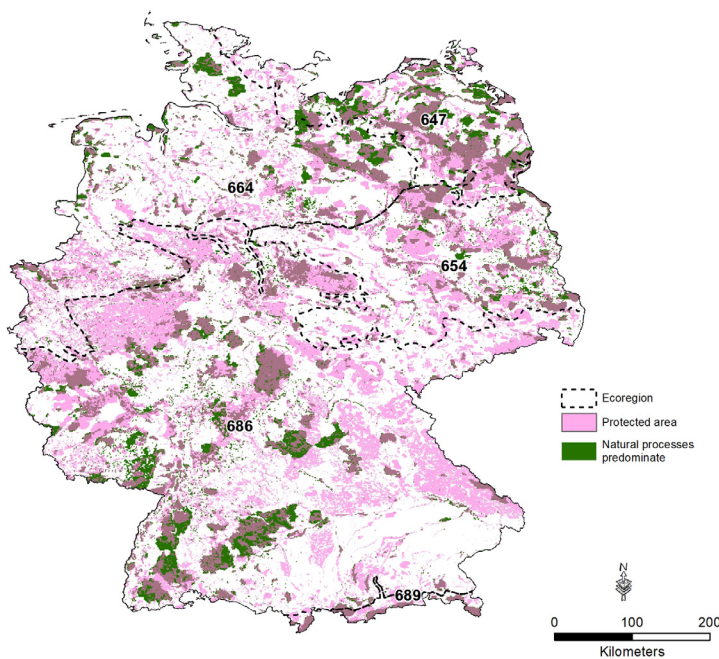 647
664
654
686
689
Ecoregion
Protected area
Natural processes
predominate
N
0 100 200
Kilometers